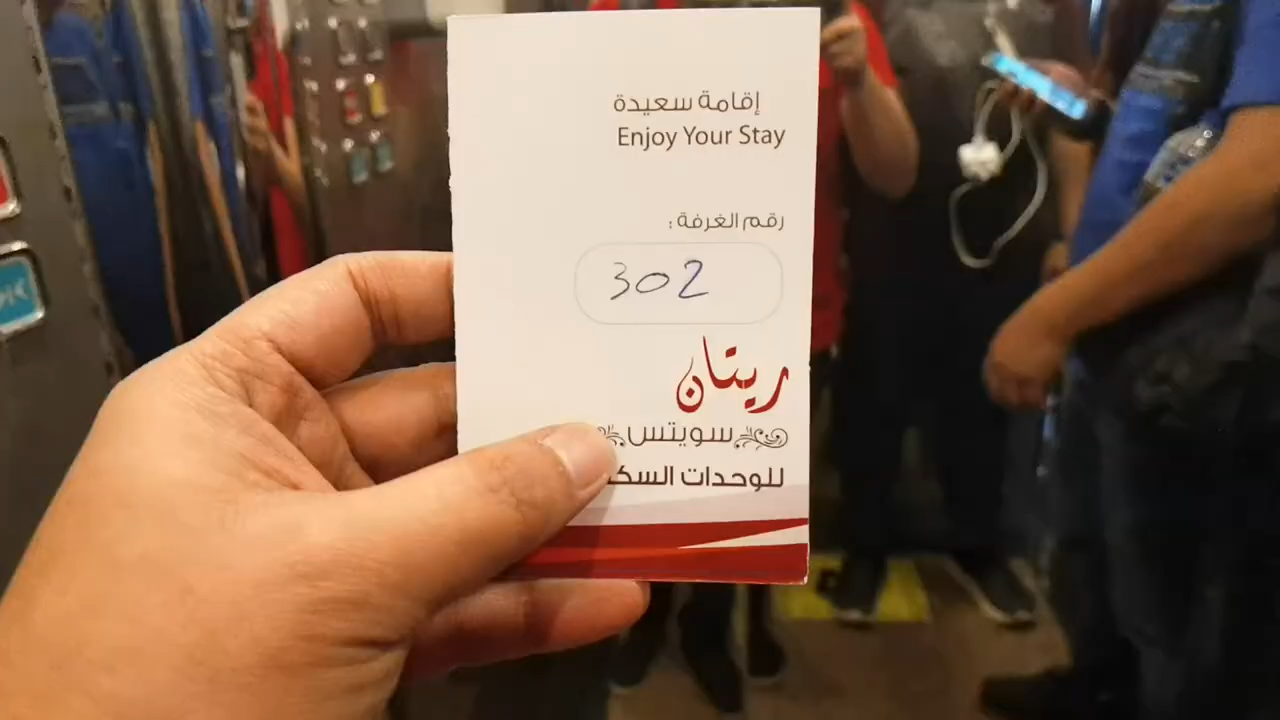 إقامة سعيدة
Enjoy Your Stay
رقم الغرفة :
302
ريتان
سويتس
للوحدات